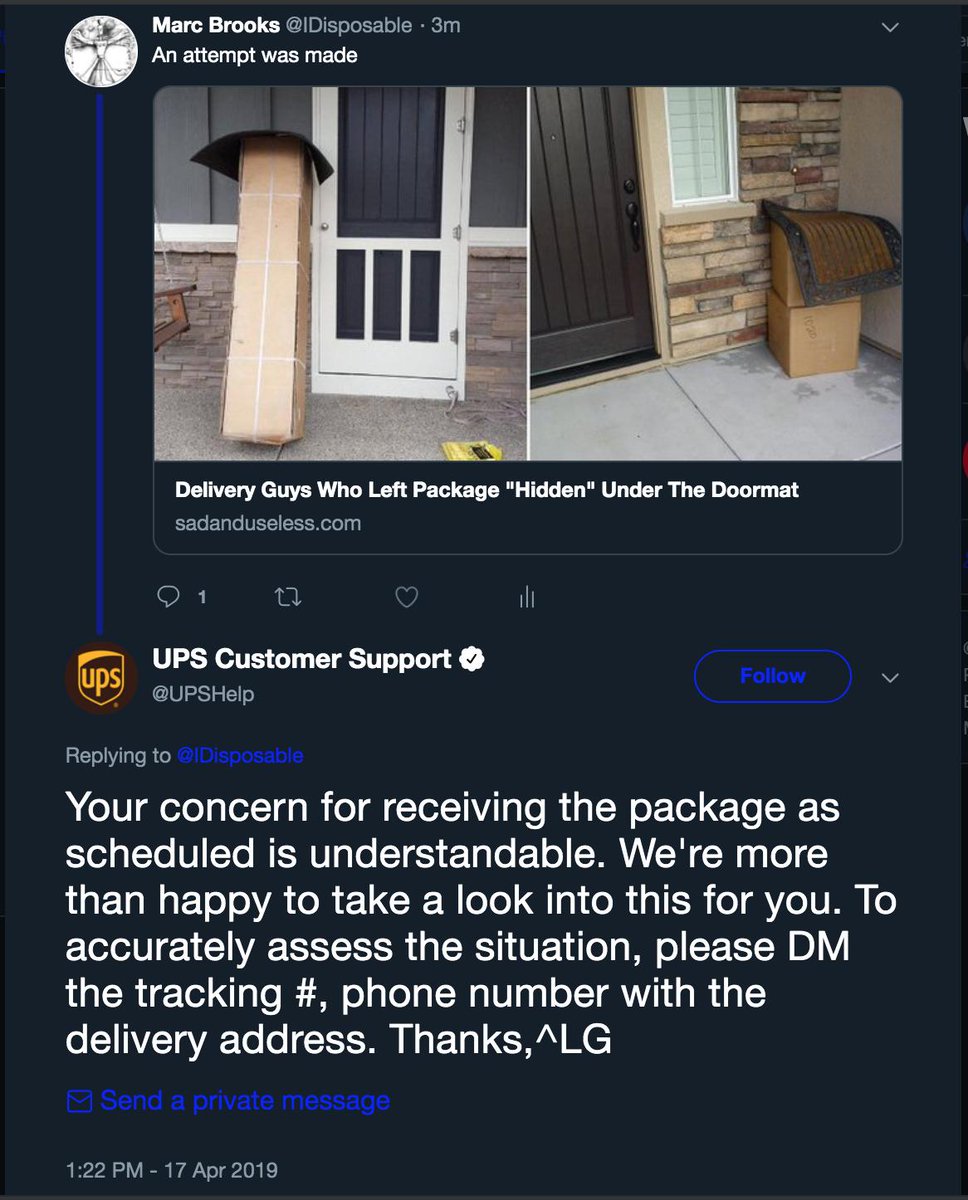 Marc Brooks @IDisposable · 3m
An attempt was made
Delivery Guys Who Left Package "Hidden" Under The Doormat
sadanduseless.com
1
UPS Customer Support
@UPSHelp
Follow
ups
Replying to @IDisposable
Your concern for receiving the package as
scheduled is understandable. We're more
than happy to take a look into this for you. To
accurately assess the situation, please DM
the tracking #, phone number with the
delivery address. Thanks,^LG
Send a private message
1:22 PM - 17 Apr 2019